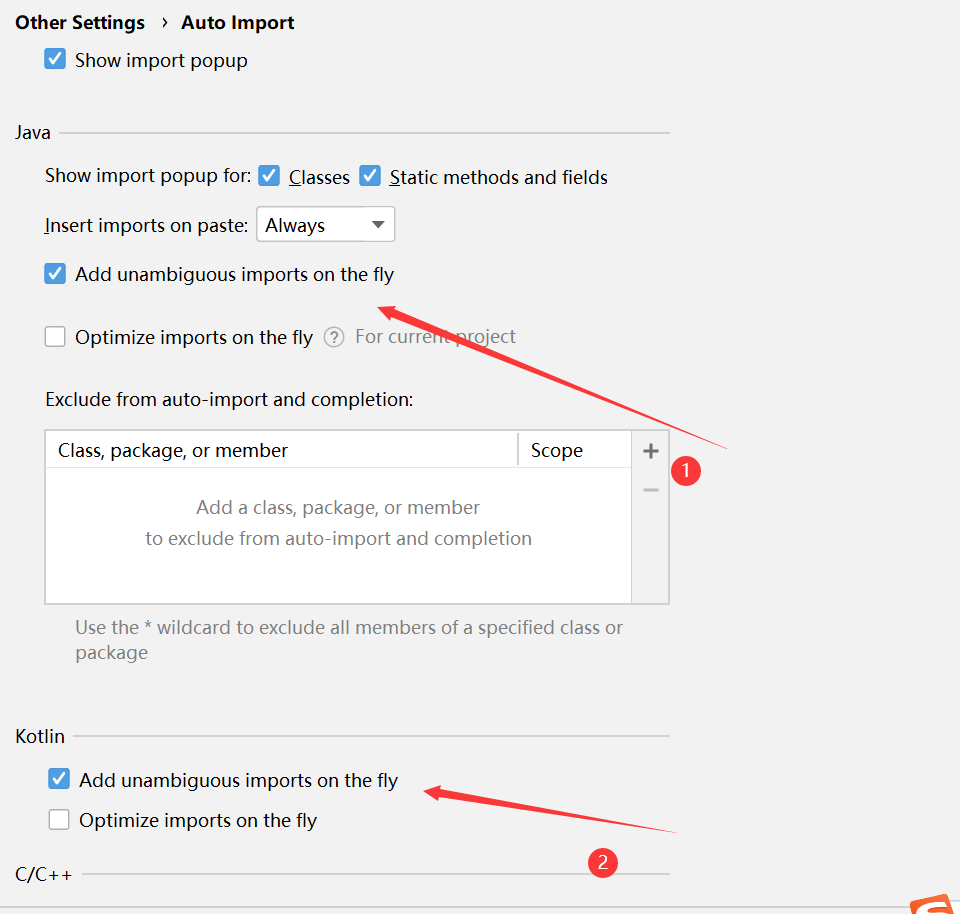 Other Settings › Auto Import
Show import popup
Java
Show import popup for: Classes Static methods and fields
Insert imports on paste: Always
Add unambiguous imports on the fly
Optimize imports on the fly ? For current project
Exclude from auto-import and completion:
Class, package, or member Scope
1
Add a class, package, or member
to exclude from auto-import and completion
Use the * wildcard to exclude all members of a specified class or
package
Kotlin
Add unambiguous imports on the fly
Optimize imports on the fly
2
C/C++